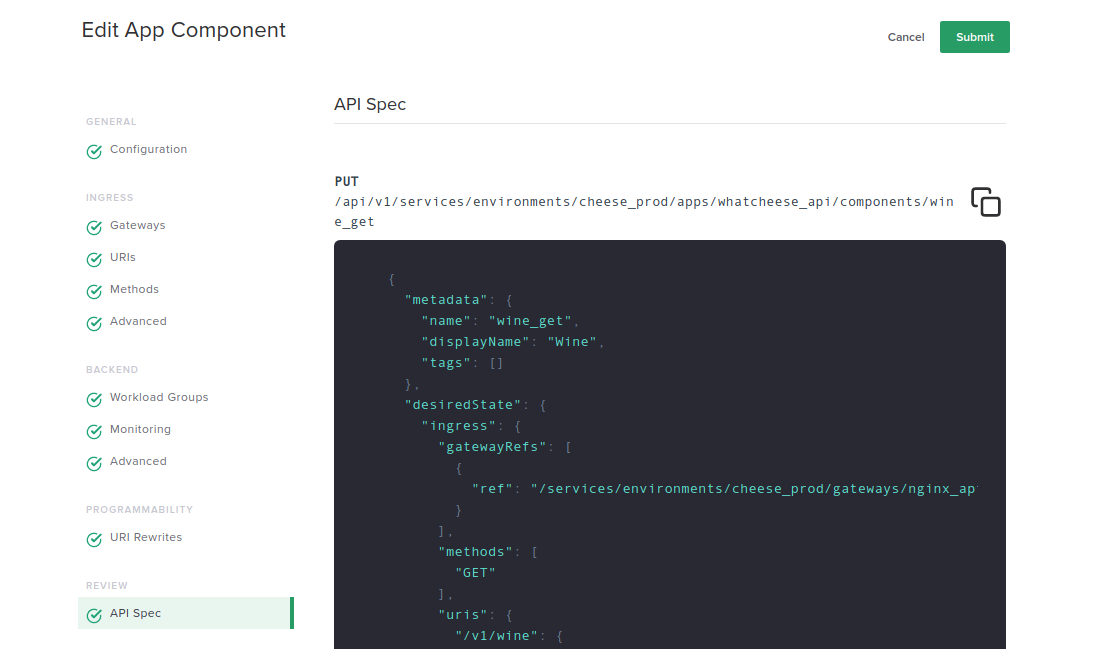 Edit App Component
Cancel
Submit
GENERAL
Configuration
INGRESS
Gateways
URIs
Methods
Advanced
BACKEND
Workload Groups
Monitoring
Advanced
PROGRAMMABILITY
URI Rewrites
REVIEW
API Spec
API Spec
PUT
/api/v1/services/environments/cheese_prod/apps/whatcheese_api/components/win
e_get
{
"metadata": {
"name": "wine_get",
"displayName": "Wine",
"tags": []
},
"desiredState": {
"ingress": {
"gatewayRefs": [
{
"ref": "/services/environments/cheese_prod/gateways/nginx_ap
}
],
"methods": [
"GET"
],
"uris": {
"/v1/wine": {